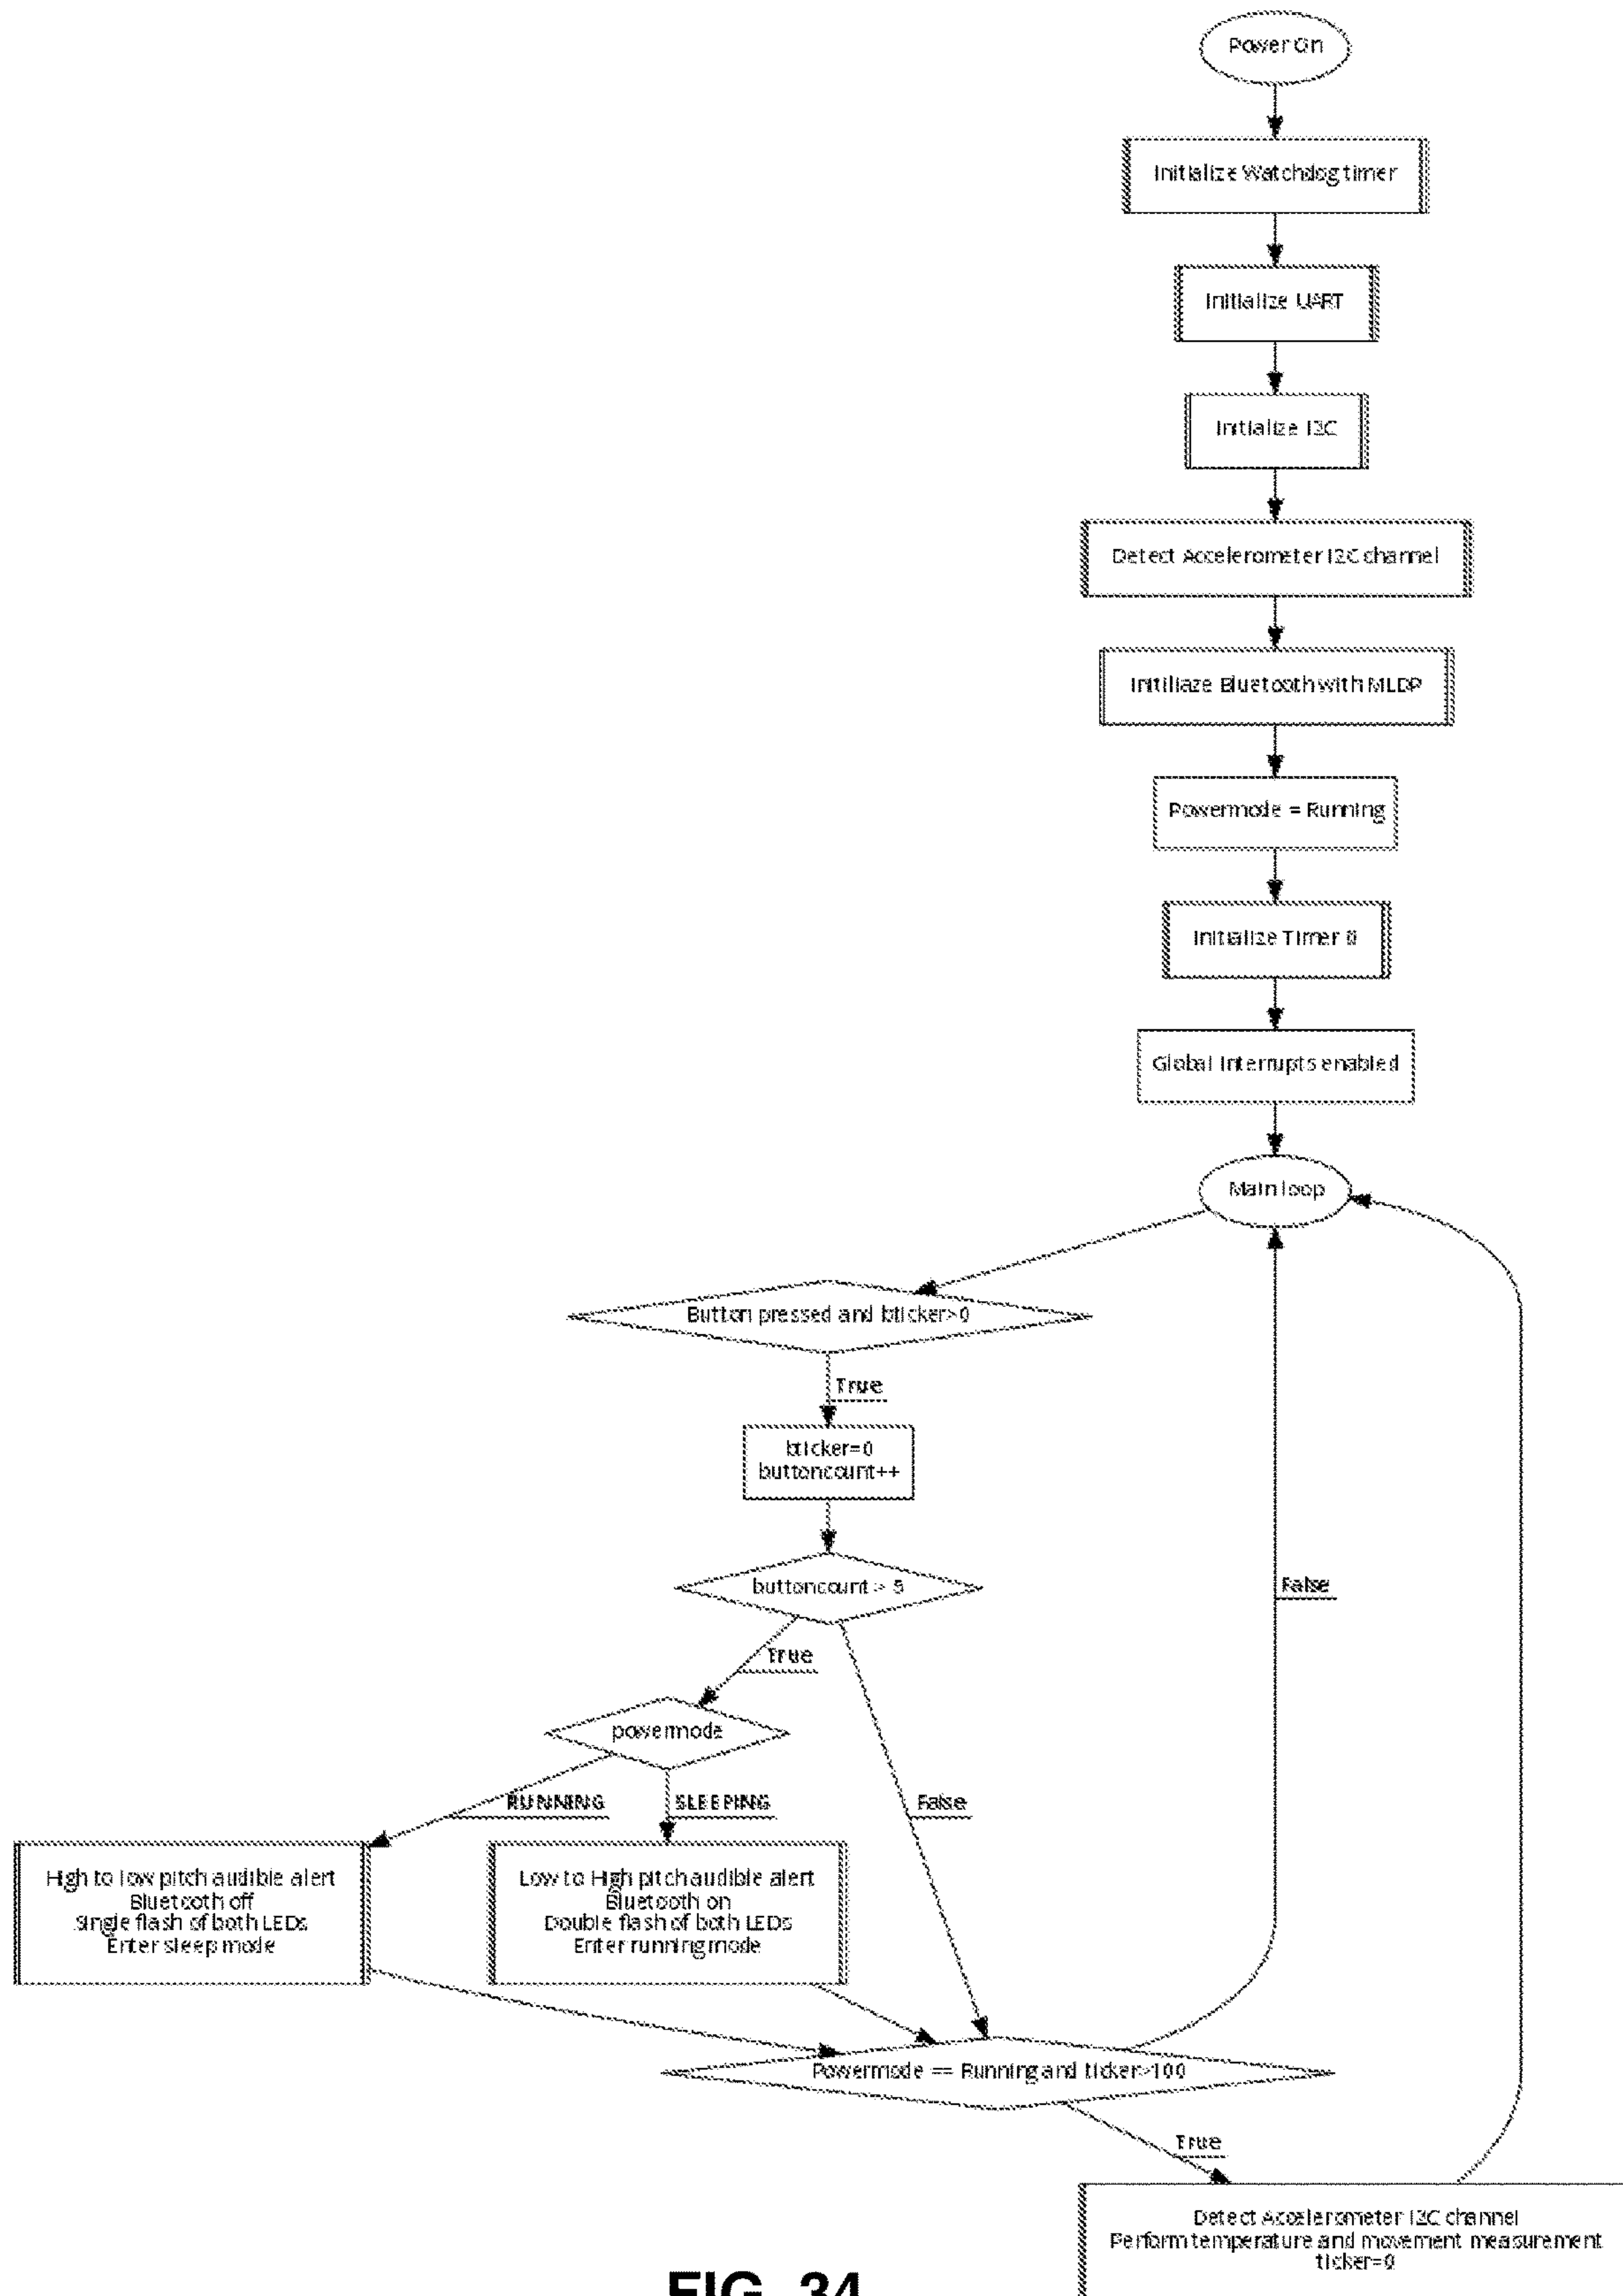 Power On
Initialize Watchdog timer
Initialize UART
Initialize I2C
Detect Accelerometer I2C channel
Initiliaze Bluetooth with MLDP
Powermode = Running
Initialize Timer 0
Global Interrupts enabled
Main loop
Button pressed and bticker>0
True
bticker=0
buttoncount++
buttoncount > 5
False
True
powermode
RUNNING
SLEEPING
False
High to low pitch audible alert
Bluetooth off
Single flash of both LEDs
Enter sleep mode
Low to High pitch audible alert
Bluetooth on
Double flash of both LEDs
Enter running mode
Powermode == Running and ticker>100
True
Detect Accelerometer I2C channel
Perform temperature and movement measurement
ticker=0
FIG. 34